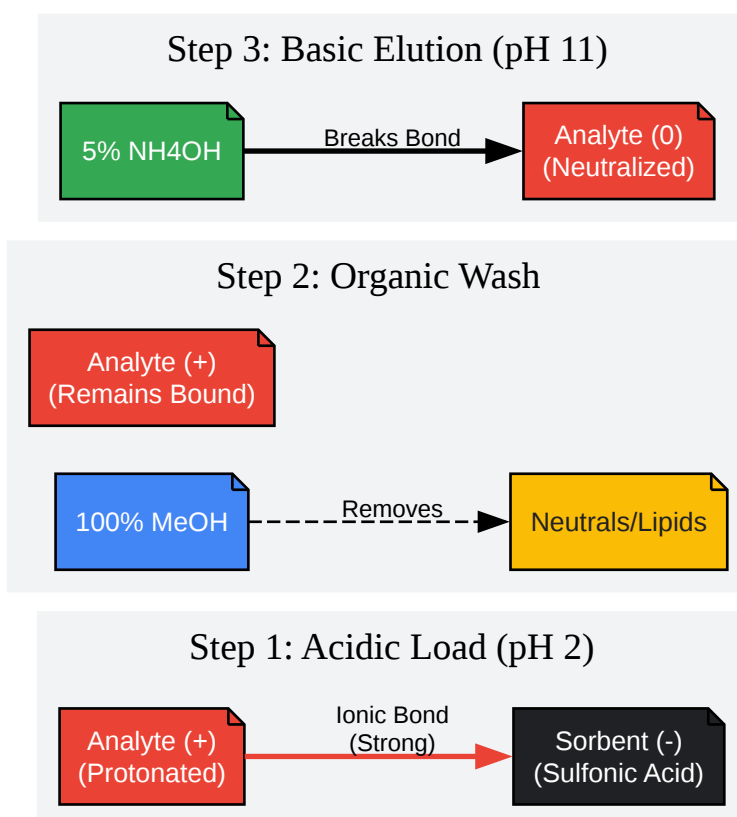 Step 3: Basic Elution (pH 11)
5% NH4OH
Breaks Bond
Analyte (0)
(Neutralized)
Step 2: Organic Wash
Analyte (+)
(Remains Bound)
100% MeOH
Removes
Neutrals/Lipids
Step 1: Acidic Load (pH 2)
Analyte (+)
(Protonated)
Ionic Bond
(Strong)
Sorbent (-)
(Sulfonic Acid)